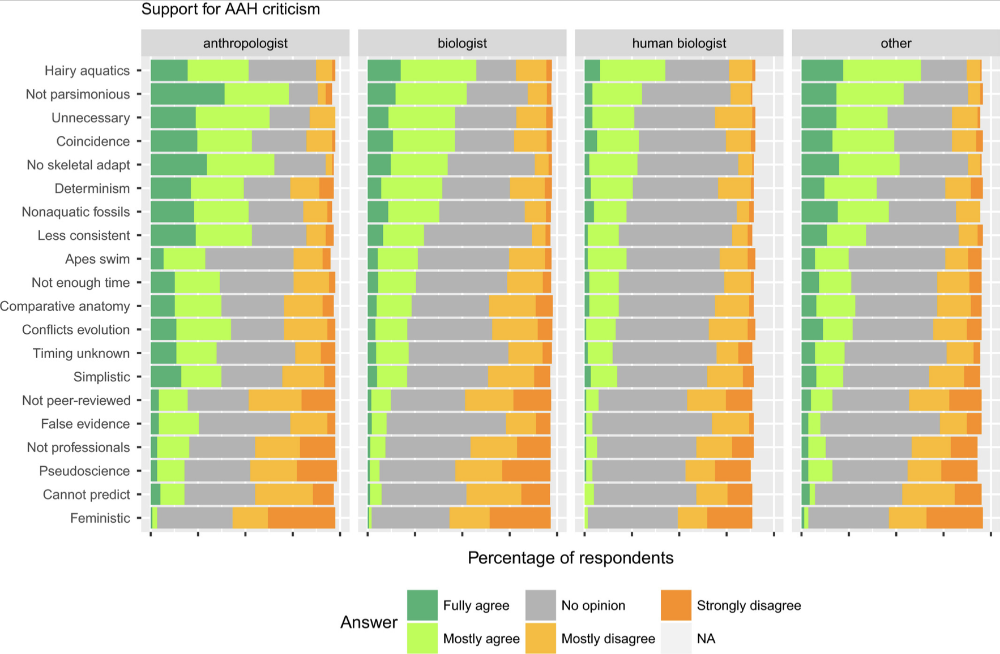 Support for AAH criticism
anthropologist
biologist
human biologist
other
Hairy aquatics
Not parsimonious
Unnecessary
Coincidence
No skeletal adapt
Determinism
Nonaquatic fossils
Less consistent
Apes swim
Not enough time
Comparative anatomy
Conflicts evolution
Timing unknown
Simplistic
Not peer-reviewed
False evidence
Not professionals
Pseudoscience
Cannot predict
Feministic
Percentage of respondents
Answer
Fully agree
No opinion
Strongly disagree
Mostly agree
Mostly disagree
NA